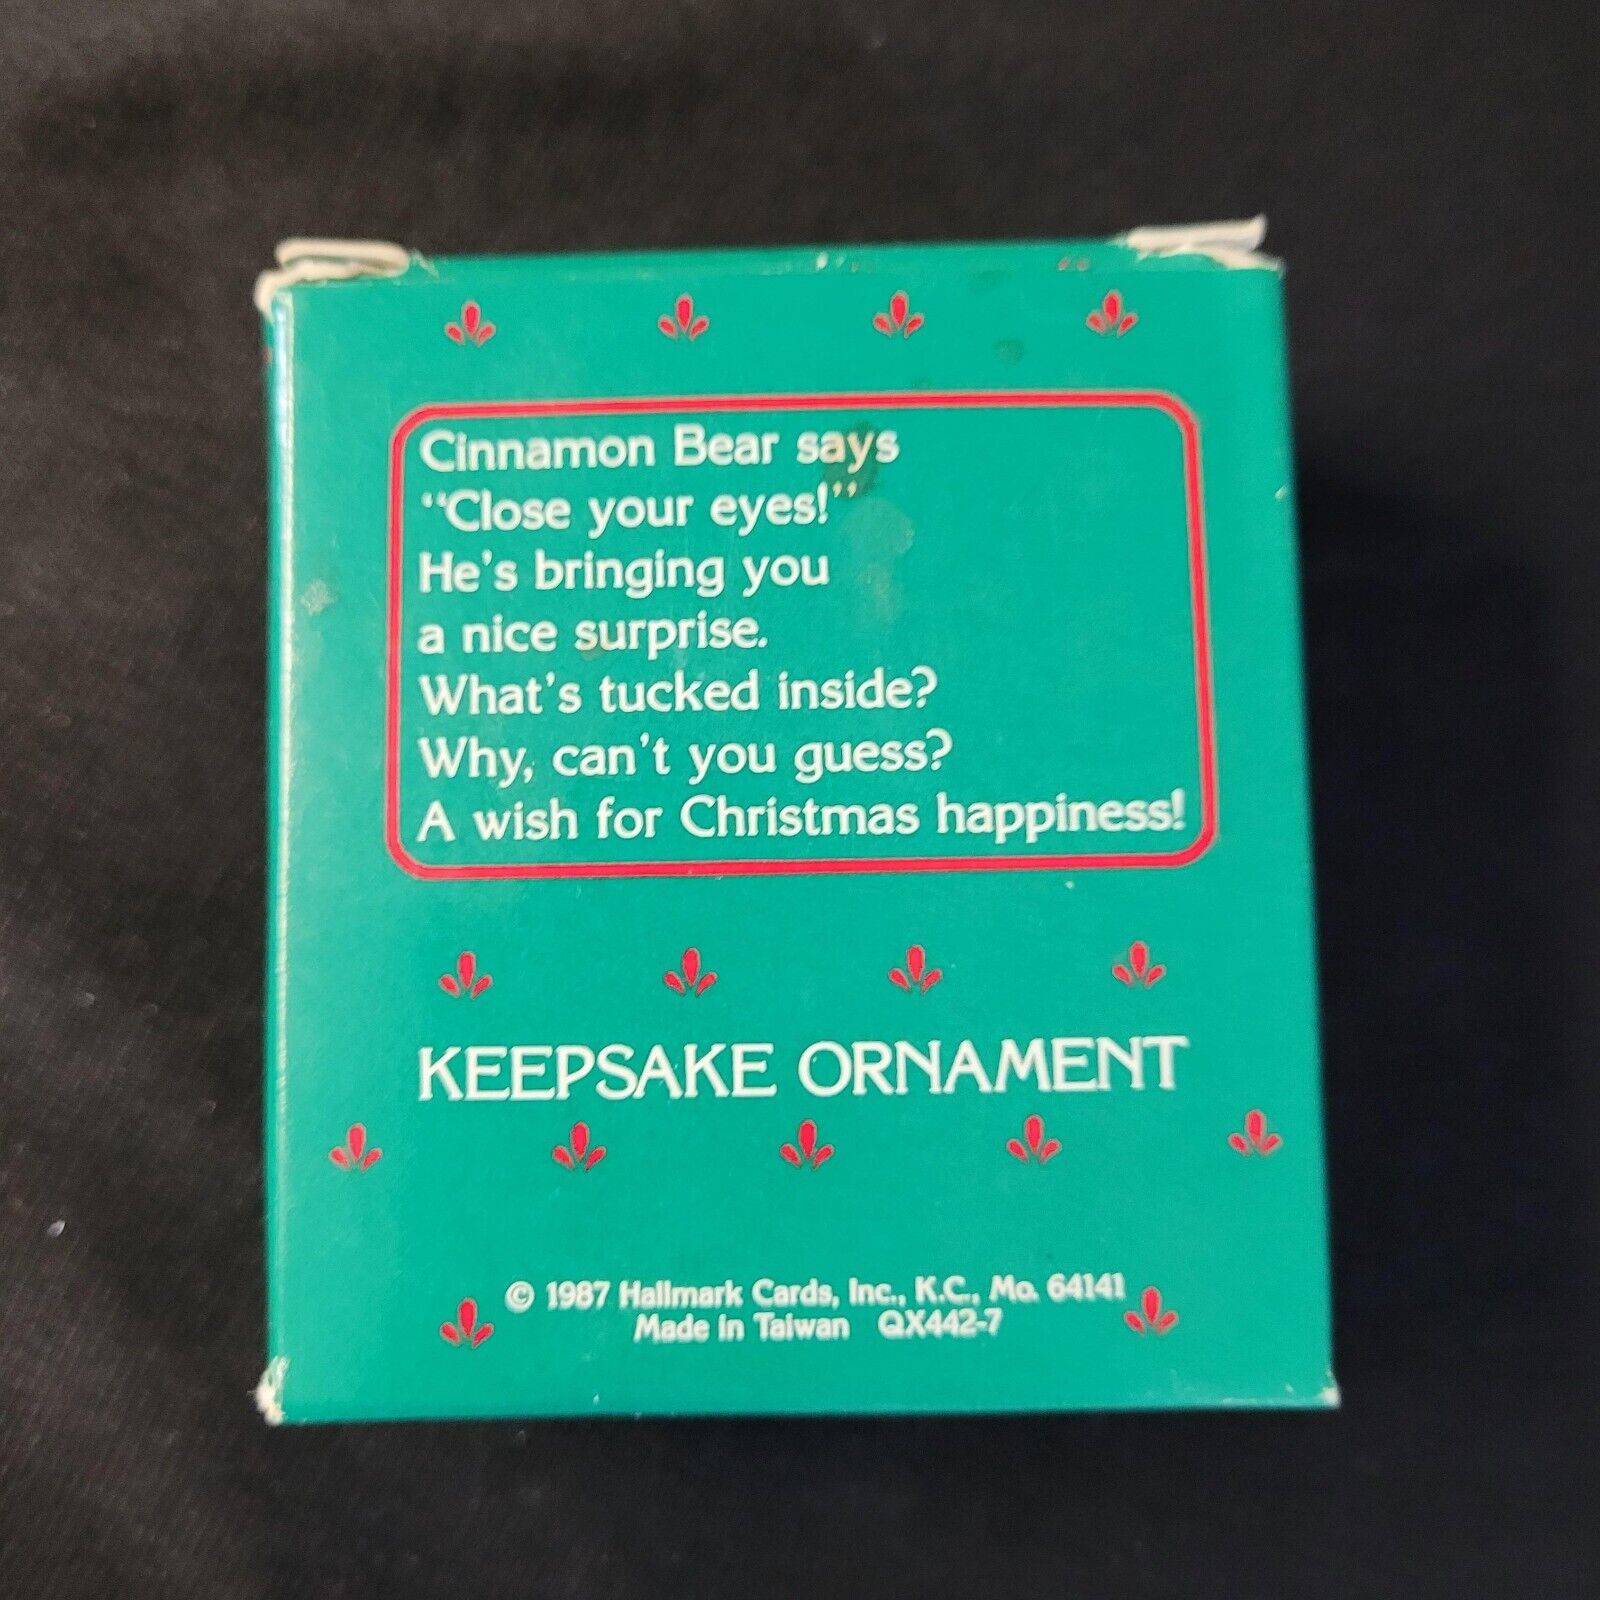 Cinnamon Bear says
"Close your eyes!"
He's bringing you
a nice surprise.
What's tucked inside?
Why, can't you guess?
A wish for Christmas happiness!
KEEPSAKE ORNAMENT
© 1987 Hallmark Cards, Inc., K.C., Mo. 64141
Made in Taiwan QX442-7